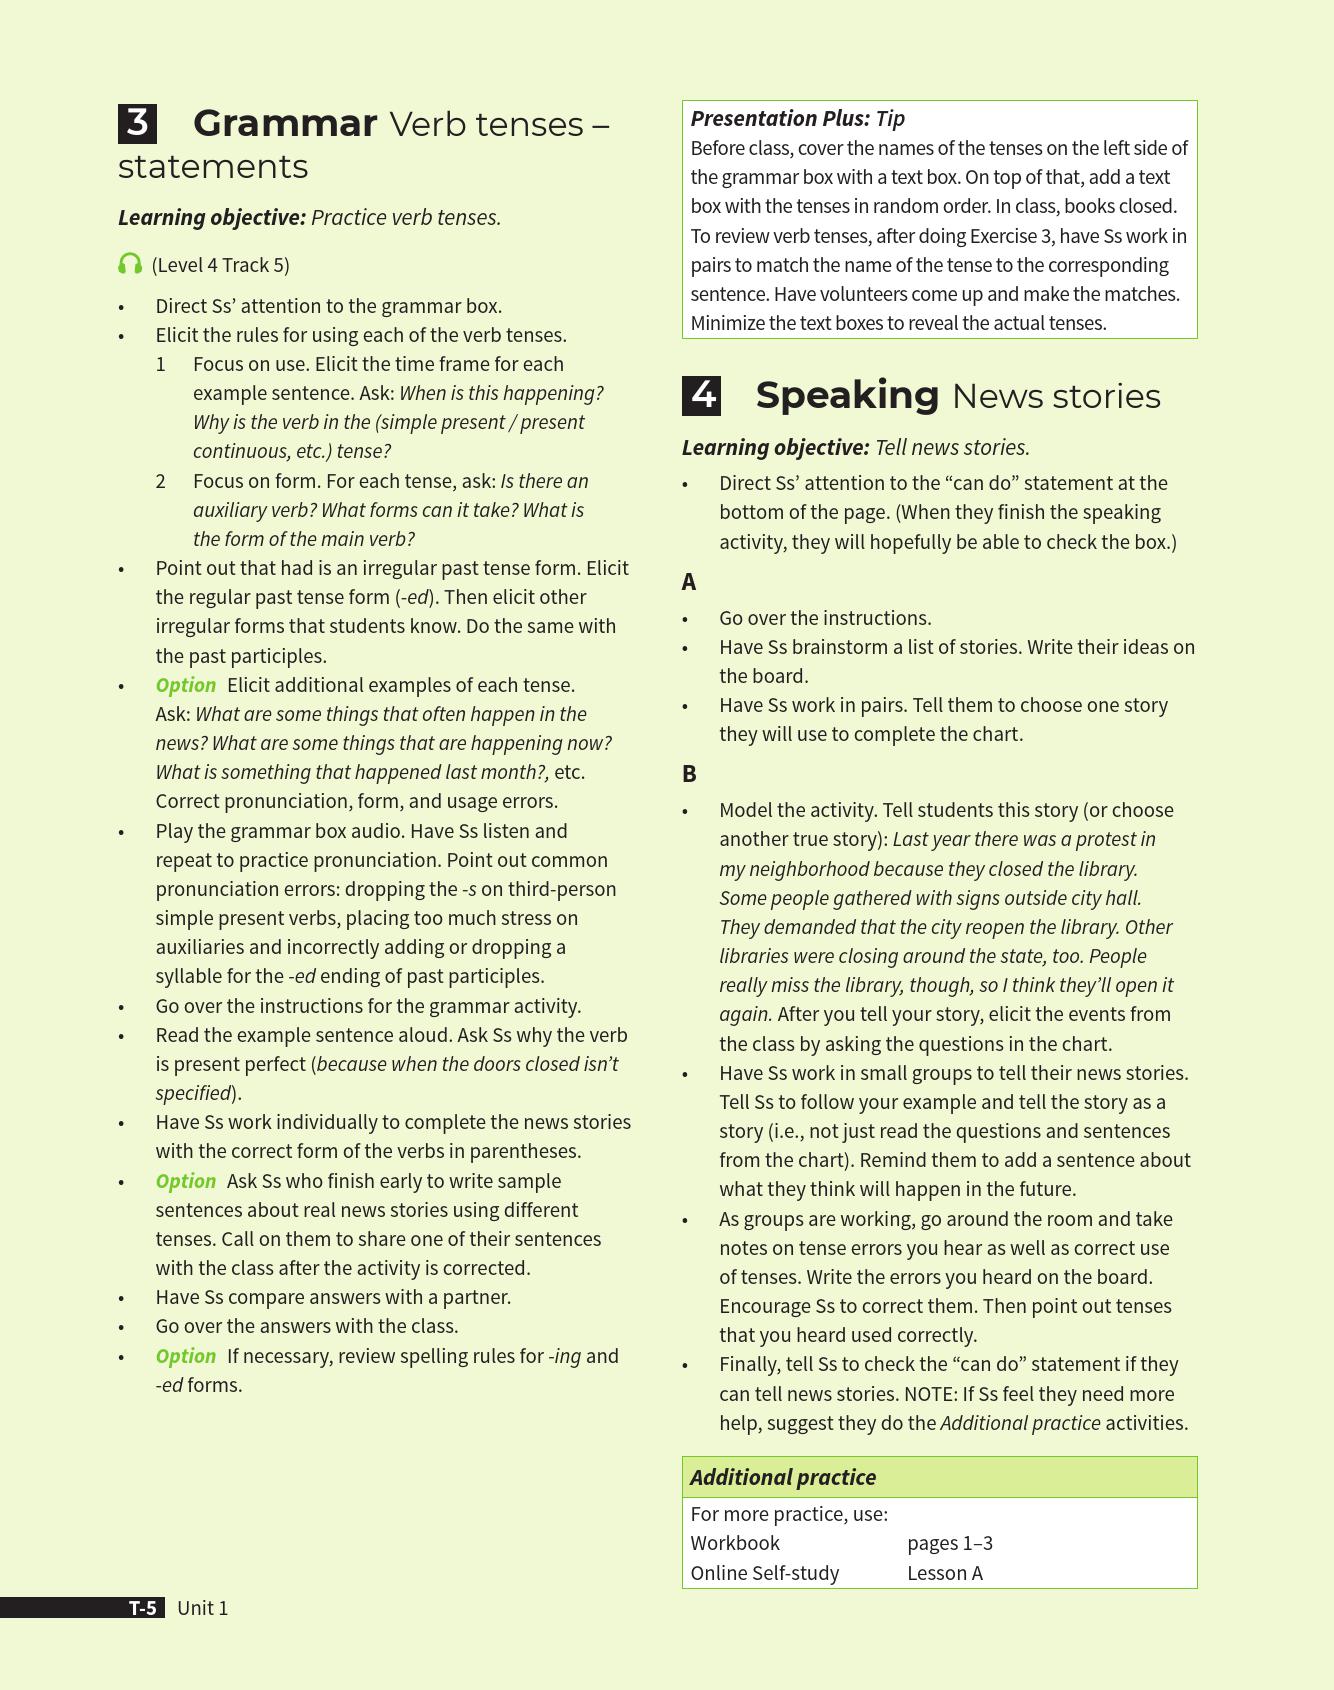 3 Grammar Verb tenses –
statements
Learning objective: Practice verb tenses.
(Level 4 Track 5)
• Direct Ss’ attention to the grammar box.
• Elicit the rules for using each of the verb tenses.
1 Focus on use. Elicit the time frame for each
example sentence. Ask: When is this happening?
Why is the verb in the (simple present / present
continuous, etc.) tense?
2 Focus on form. For each tense, ask: Is there an
auxiliary verb? What forms can it take? What is
the form of the main verb?
• Point out that had is an irregular past tense form. Elicit
the regular past tense form (-ed). Then elicit other
irregular forms that students know. Do the same with
the past participles.
• Option Elicit additional examples of each tense.
Ask: What are some things that often happen in the
news? What are some things that are happening now?
What is something that happened last month?, etc.
Correct pronunciation, form, and usage errors.
• Play the grammar box audio. Have Ss listen and
repeat to practice pronunciation. Point out common
pronunciation errors: dropping the -s on third-person
simple present verbs, placing too much stress on
auxiliaries and incorrectly adding or dropping a
syllable for the -ed ending of past participles.
• Go over the instructions for the grammar activity.
• Read the example sentence aloud. Ask Ss why the verb
is present perfect (because when the doors closed isn’t
specified).
• Have Ss work individually to complete the news stories
with the correct form of the verbs in parentheses.
• Option Ask Ss who finish early to write sample
sentences about real news stories using different
tenses. Call on them to share one of their sentences
with the class after the activity is corrected.
• Have Ss compare answers with a partner.
• Go over the answers with the class.
• Option If necessary, review spelling rules for -ing and
-ed forms.
Presentation Plus: Tip
Before class, cover the names of the tenses on the left side of
the grammar box with a text box. On top of that, add a text
box with the tenses in random order. In class, books closed.
To review verb tenses, after doing Exercise 3, have Ss work in
pairs to match the name of the tense to the corresponding
sentence. Have volunteers come up and make the matches.
Minimize the text boxes to reveal the actual tenses.
4 Speaking News stories
Learning objective: Tell news stories.
• Direct Ss’ attention to the “can do” statement at the
bottom of the page. (When they finish the speaking
activity, they will hopefully be able to check the box.)
A
• Go over the instructions.
• Have Ss brainstorm a list of stories. Write their ideas on
the board.
• Have Ss work in pairs. Tell them to choose one story
they will use to complete the chart.
B
• Model the activity. Tell students this story (or choose
another true story): Last year there was a protest in
my neighborhood because they closed the library.
Some people gathered with signs outside city hall.
They demanded that the city reopen the library. Other
libraries were closing around the state, too. People
really miss the library, though, so I think they’ll open it
again. After you tell your story, elicit the events from
the class by asking the questions in the chart.
• Have Ss work in small groups to tell their news stories.
Tell Ss to follow your example and tell the story as a
story (i.e., not just read the questions and sentences
from the chart). Remind them to add a sentence about
what they think will happen in the future.
• As groups are working, go around the room and take
notes on tense errors you hear as well as correct use
of tenses. Write the errors you heard on the board.
Encourage Ss to correct them. Then point out tenses
that you heard used correctly.
• Finally, tell Ss to check the “can do” statement if they
can tell news stories. NOTE: If Ss feel they need more
help, suggest they do the Additional practice activities.
Additional practice
For more practice, use:
Workbook pages 1–3
Online Self-study Lesson A
T-5 Unit 1